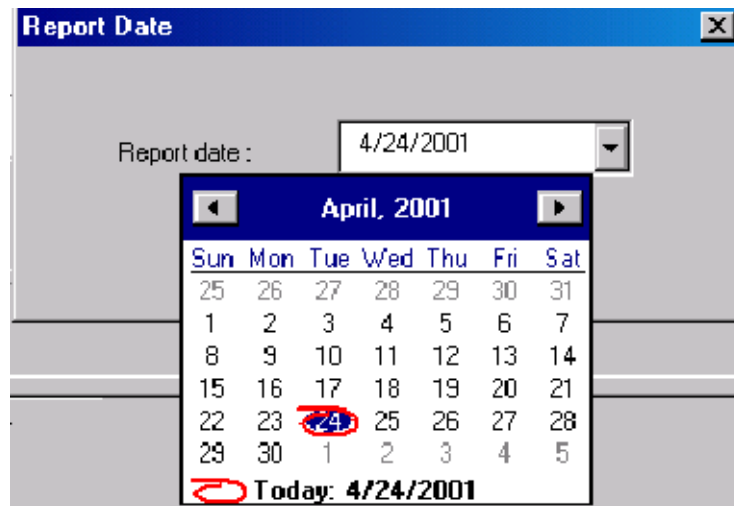 Report Date
Report date :
4/24/2001
April, 2001
Sun Mon Tue Wed Thu Fri Sat
25 26 27 28 29 30 31
1 2 3 4 5 6 7
8 9 10 11 12 13 14
15 16 17 18 19 20 21
22 23 24 25 26 27 28
29 30 1 2 3 4 5
Today: 4/24/2001